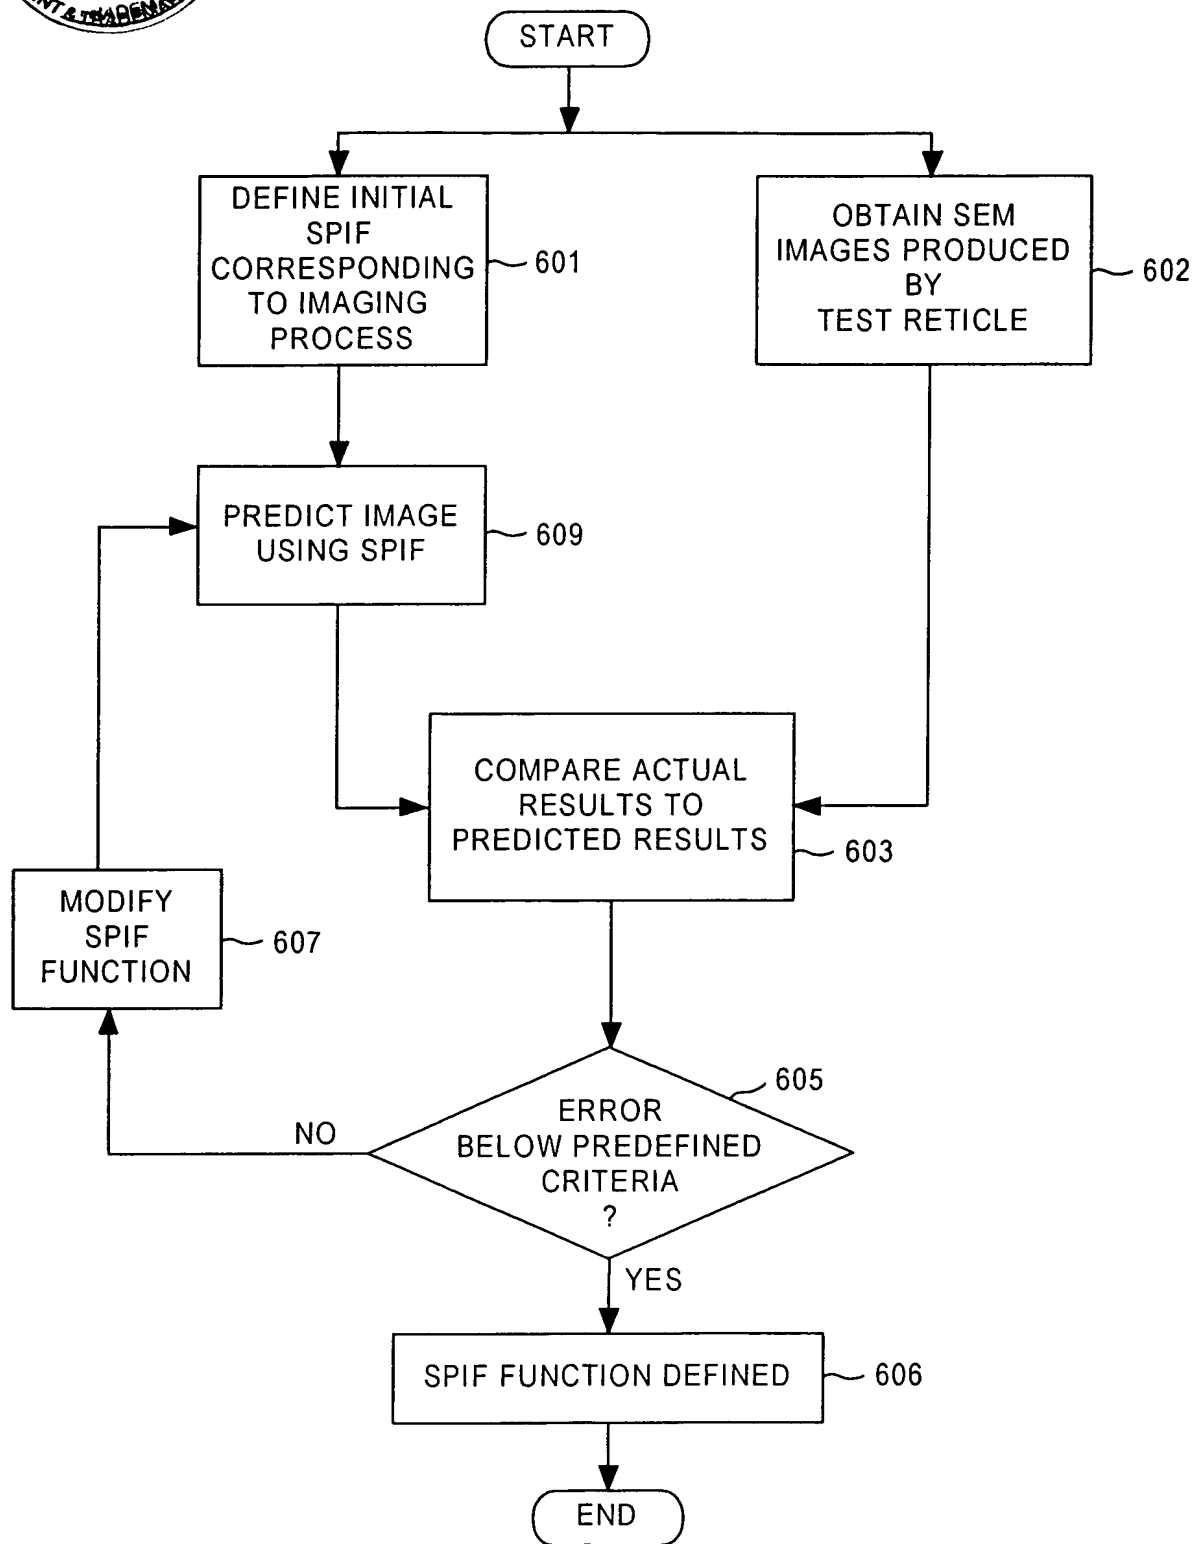 START
DEFINE INITIAL
SPIF
CORRESPONDING
TO IMAGING
PROCESS
601
OBTAIN SEM
IMAGES PRODUCED
BY
TEST RETICLE
602
PREDICT IMAGE
USING SPIF
609
COMPARE ACTUAL
RESULTS TO
PREDICTED RESULTS
603
MODIFY
SPIF
FUNCTION
607
605
ERROR
BELOW PREDEFINED
CRITERIA
?
NO
YES
SPIF FUNCTION DEFINED
606
END